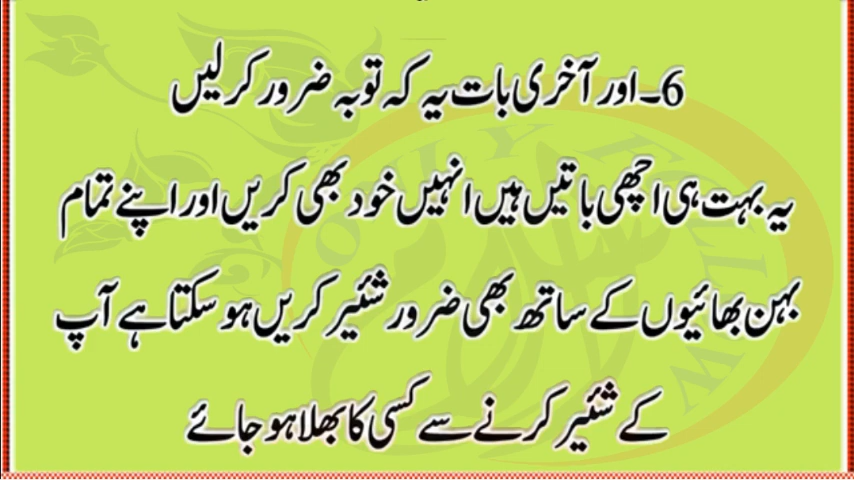 6۔ اور آخری بات یہ کہ توبہ ضرور کرلیں
یہ بہت ہی اچھی باتیں ہیں انہیں خود بھی کریں اور اپنے تمام
بہن بھائیوں کے ساتھ بھی ضرور شئیر کریں ہو سکتا ہے آپ
کے شئیر کرنے سے کسی کا بھلا ہو جائے